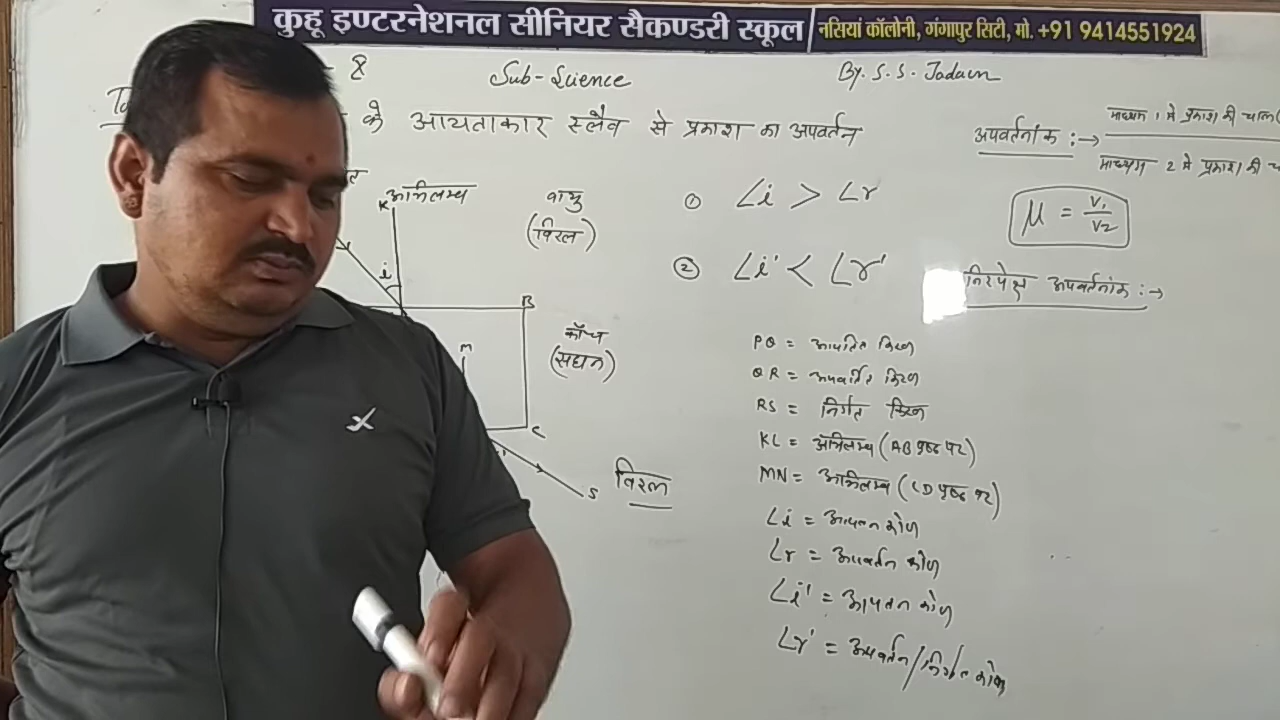 कुहू इण्टरनेशनल सीनियर सैकण्डरी स्कूल
नसियां कॉलोनी, गंगापुर सिटी, मो. +91 9414551924
8
Sub-Science
By. S. S. Jadaun
के आयताकार स्लैब से प्रकाश का अपवर्तन
K अभिलम्ब
वायु
(विरल)
i
B
काँच
(सघन)
M
C
S
विरल
① ∠i > ∠r
② ∠i' < ∠r'
PQ = आपतित किरण
QR = अपवर्तित किरण
RS = निर्गत किरण
KL = अभिलम्ब (AB पृष्ठ पर)
MN = अभिलम्ब (CD पृष्ठ पर)
∠i = आपतन कोण
∠r = अपवर्तन कोण
∠i' = आपतन कोण
∠r' = अपवर्तन/निर्गत कोण
अपवर्तनांक :→
माध्यम 1 में प्रकाश की चाल
माध्यम 2 में प्रकाश की
μ = V₁/V₂
निरपेक्ष अपवर्तनांक :→